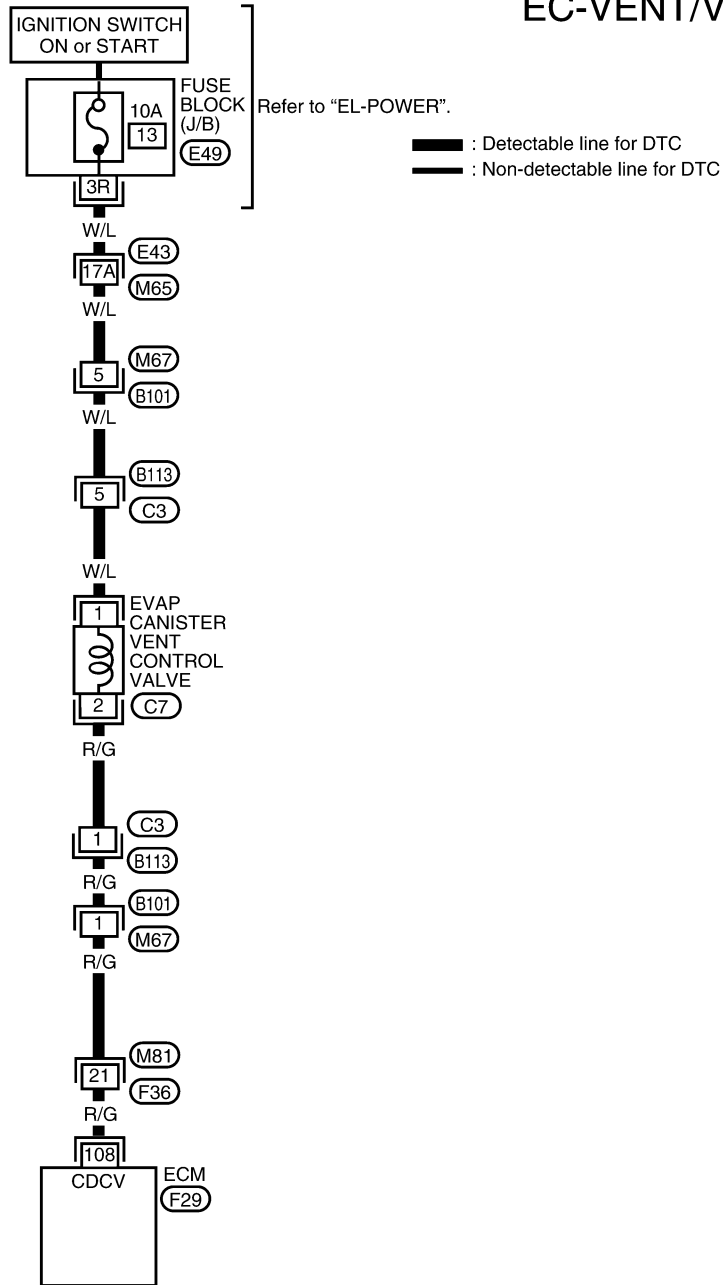 EC-VENT/V
IGNITION SWITCH
ON or START
FUSE
BLOCK
(J/B)
10A
13
E49
Refer to “EL-POWER”.
: Detectable line for DTC
: Non-detectable line for DTC
3R
W/L
E43
17A
M65
W/L
M67
5
B101
W/L
B113
5
C3
W/L
1
EVAP
CANISTER
VENT
CONTROL
VALVE
2
C7
R/G
C3
1
B113
R/G
B101
1
M67
R/G
M81
21
F36
R/G
108
CDCV
ECM
F29